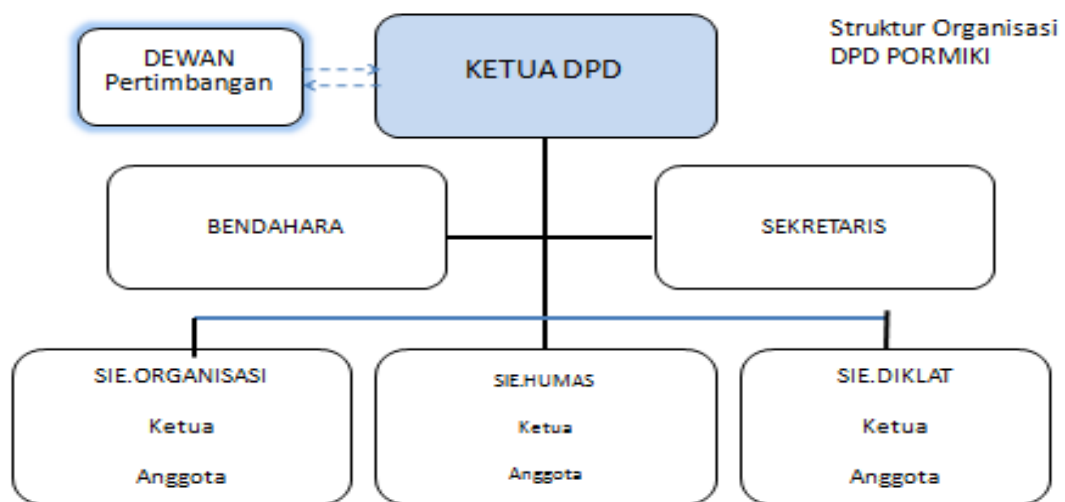 Struktur Organisasi
DPD PORMIKI
DEWAN
Pertimbangan
KETUA DPD
BENDAHARA
SEKRETARIS
SIE.ORGANISASI
Ketua
Anggota
SIE.HUMAS
Ketua
Anggota
SIE.DIKLAT
Ketua
Anggota